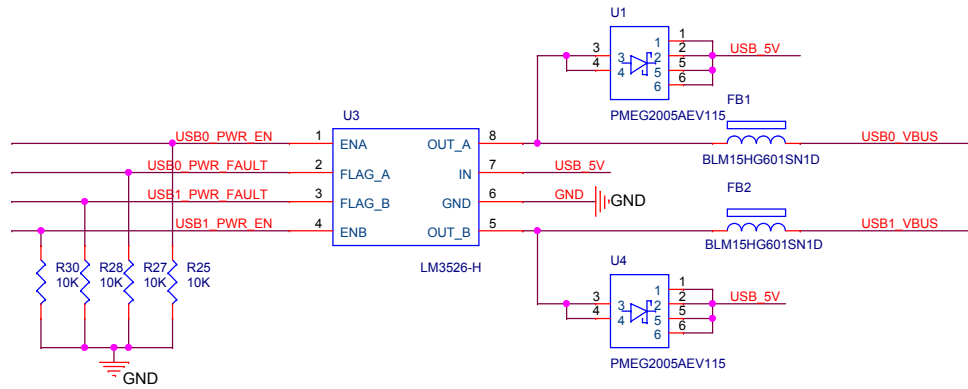 U1
1
3 3 1 2 USB_5V
2
4 4 5 5
6 6
PMEG2005AEV115
FB1
U3
USB0_PWR_EN 1 ENA OUT_A 8 USB0_VBUS
BLM15HG601SN1D
USB0_PWR_FAULT 2 FLAG_A IN 7 USB_5V
FB2
USB1_PWR_FAULT 3 FLAG_B GND 6 GND GND
USB1_PWR_EN 4 ENB OUT_B 5 USB1_VBUS
BLM15HG601SN1D
LM3526-H
U4
R30 R28 R27 R25
10K 10K 10K 10K
1 1
3 3 2 2 USB_5V
4 4 5 5
6 6
PMEG2005AEV115
GND